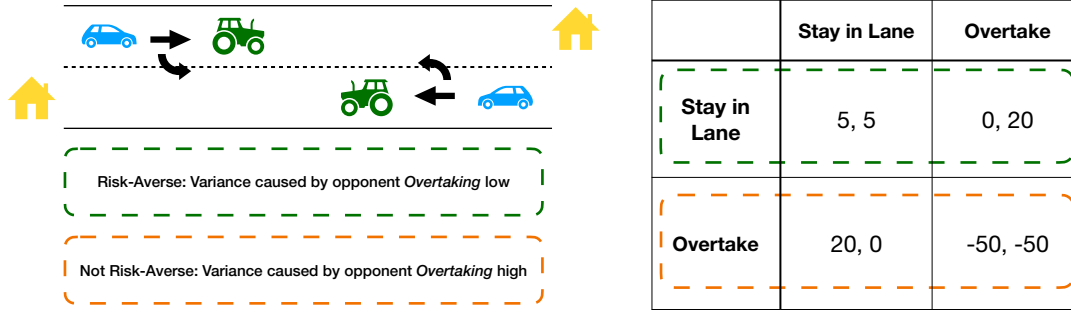 Risk-Averse: Variance caused by opponent Overtaking low
Not Risk-Averse: Variance caused by opponent Overtaking high
Stay in Lane Overtake
Stay in
Lane
5, 5 0, 20
Overtake 20, 0 -50, -50